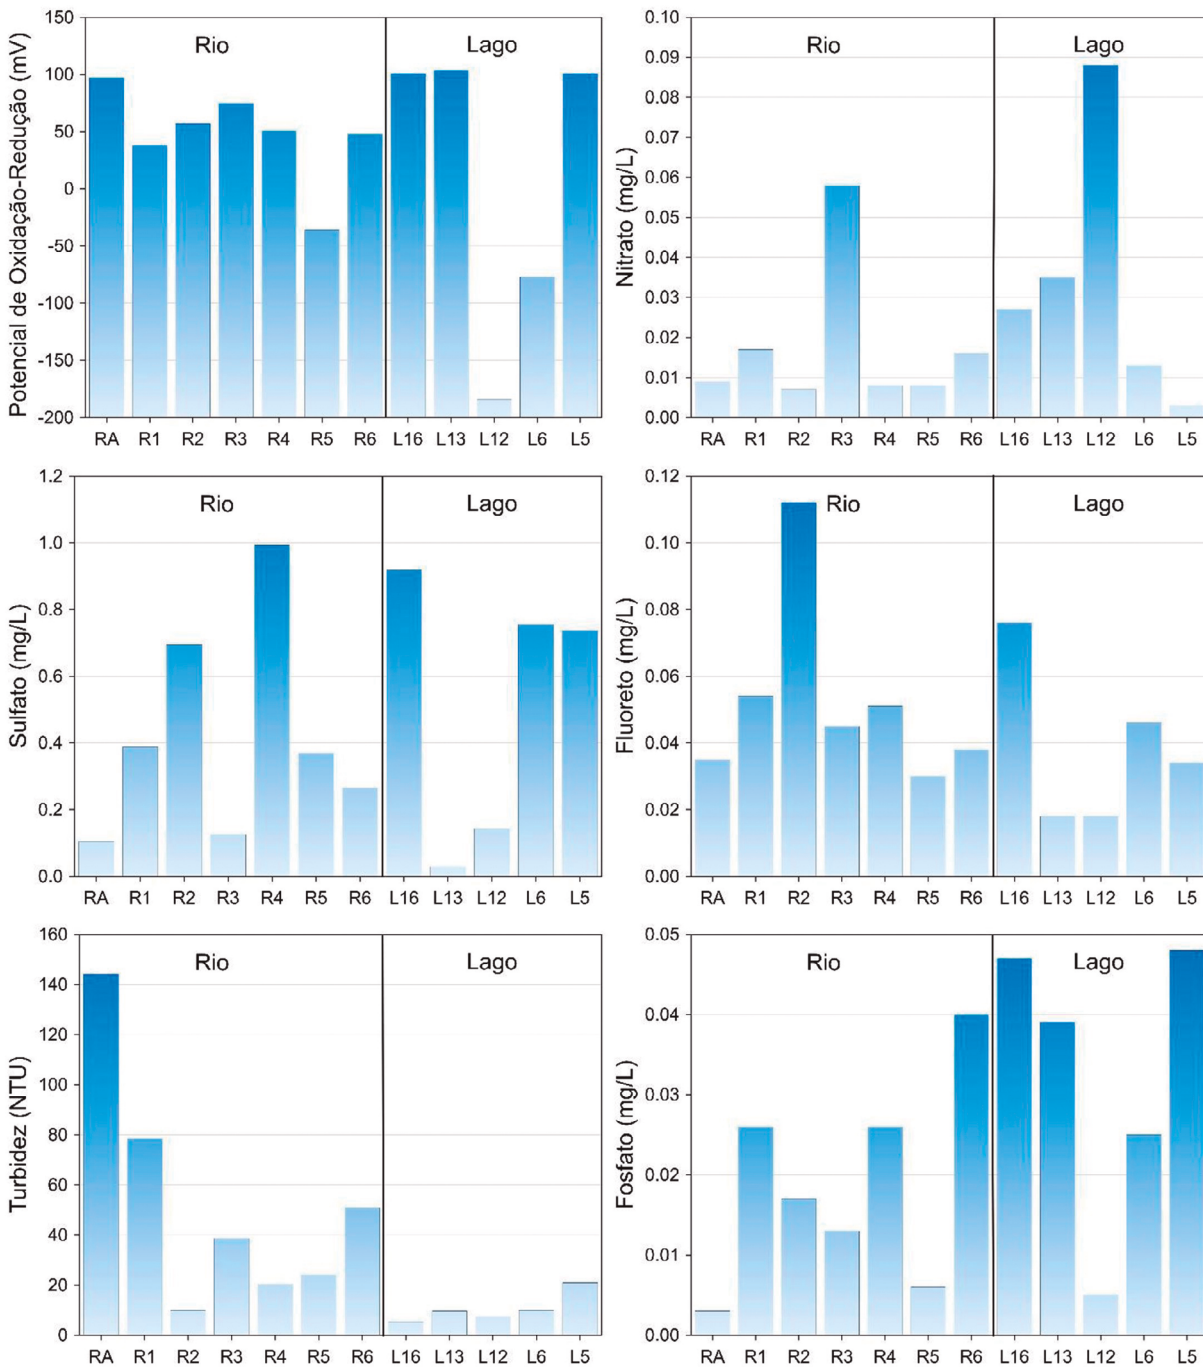 Potencial de Oxidação-Redução (mV)
150
100
50
0
-50
-100
-150
-200
Rio
Lago
RA R1 R2 R3 R4 R5 R6 L16 L13 L12 L6 L5
Nitrato (mg/L)
0.10
0.09
0.08
0.07
0.06
0.05
0.04
0.03
0.02
0.01
0.00
Rio
Lago
RA R1 R2 R3 R4 R5 R6 L16 L13 L12 L6 L5
Sulfato (mg/L)
1.2
1.0
0.8
0.6
0.4
0.2
0.0
Rio
Lago
RA R1 R2 R3 R4 R5 R6 L16 L13 L12 L6 L5
Fluoreto (mg/L)
0.12
0.10
0.08
0.06
0.04
0.02
0.00
Rio
Lago
RA R1 R2 R3 R4 R5 R6 L16 L13 L12 L6 L5
Turbidez (NTU)
160
140
120
100
80
60
40
20
0
Rio
Lago
RA R1 R2 R3 R4 R5 R6 L16 L13 L12 L6 L5
Fosfato (mg/L)
0.05
0.04
0.03
0.02
0.01
0.00
Rio
Lago
RA R1 R2 R3 R4 R5 R6 L16 L13 L12 L6 L5